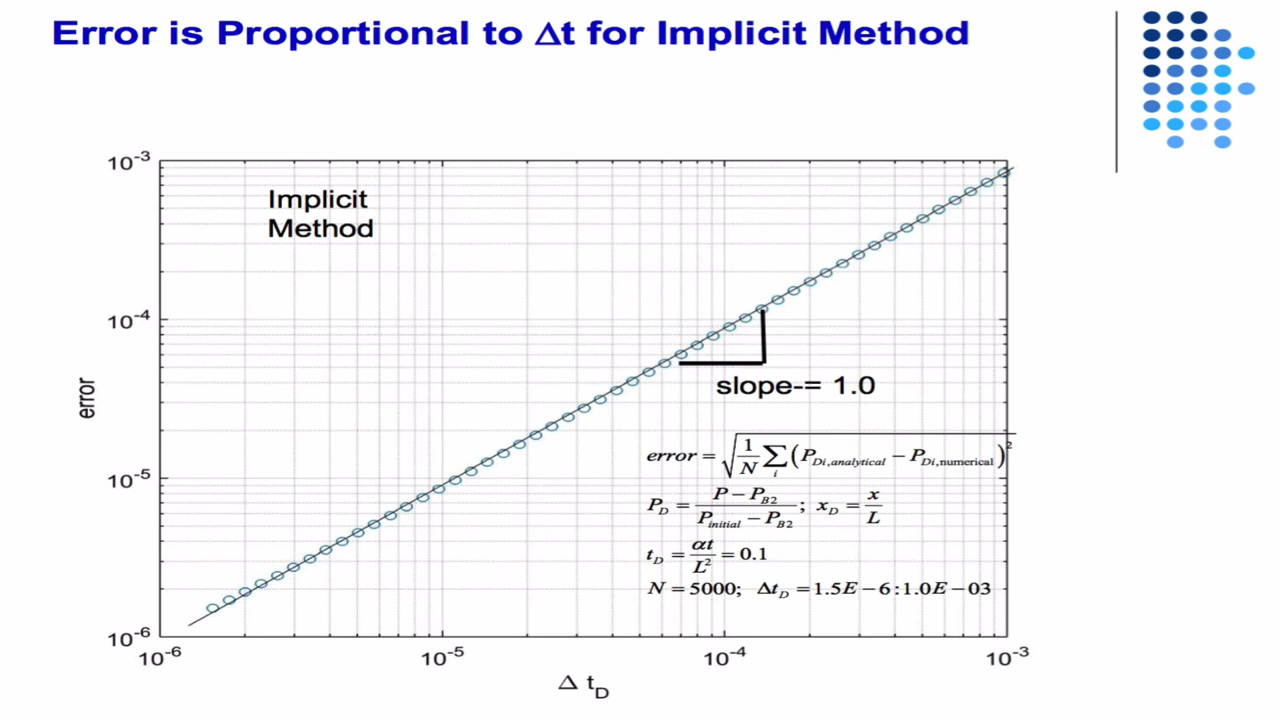 Error is Proportional to Δt for Implicit Method
10⁻³
Implicit
Method
10⁻⁴
slope-= 1.0
error
error = √(1/N ∑ᵢ (P_Di,analytical − P_Di,numerical)²)
10⁻⁵
P_D = (P − P_B2)/(P_initial − P_B2); x_D = x/L
t_D = αt/L² = 0.1
N = 5000; Δt_D = 1.5E − 6 : 1.0E − 03
10⁻⁶
10⁻⁶ 10⁻⁵ 10⁻⁴ 10⁻³
Δ t_D